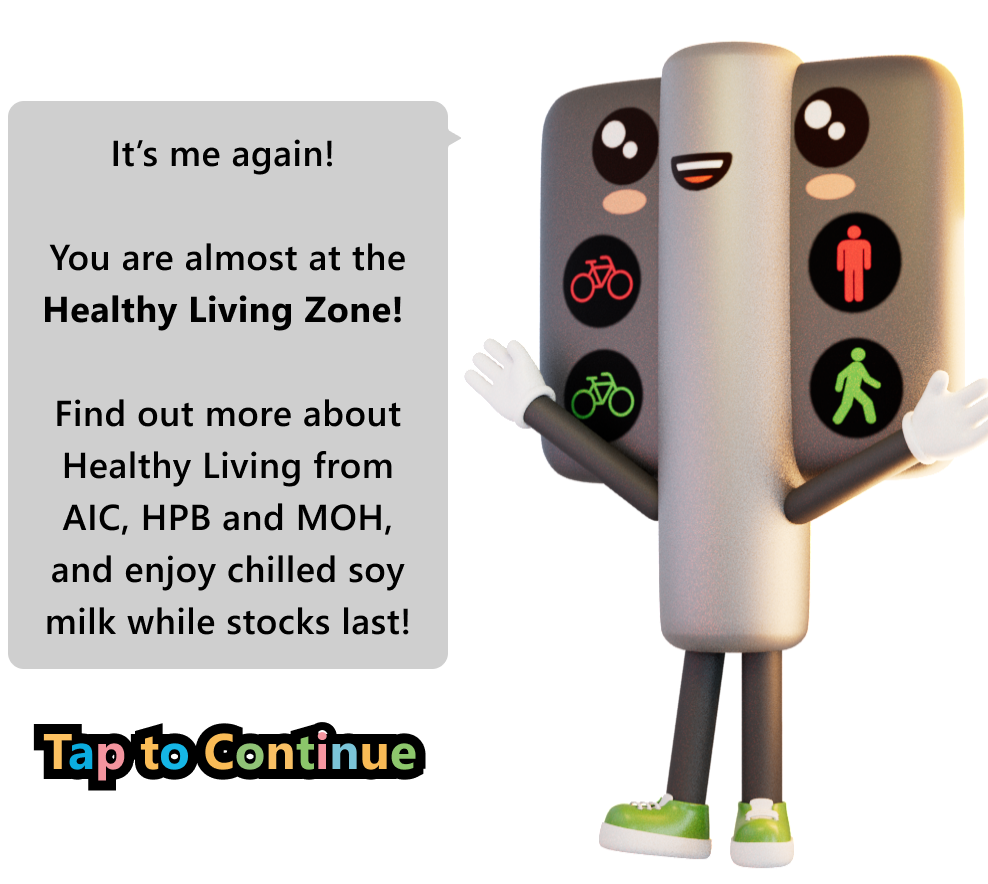 It’s me again!
You are almost at the
Healthy Living Zone!
Find out more about
Healthy Living from
AIC, HPB and MOH,
and enjoy chilled soy
milk while stocks last!
Tap to Continue